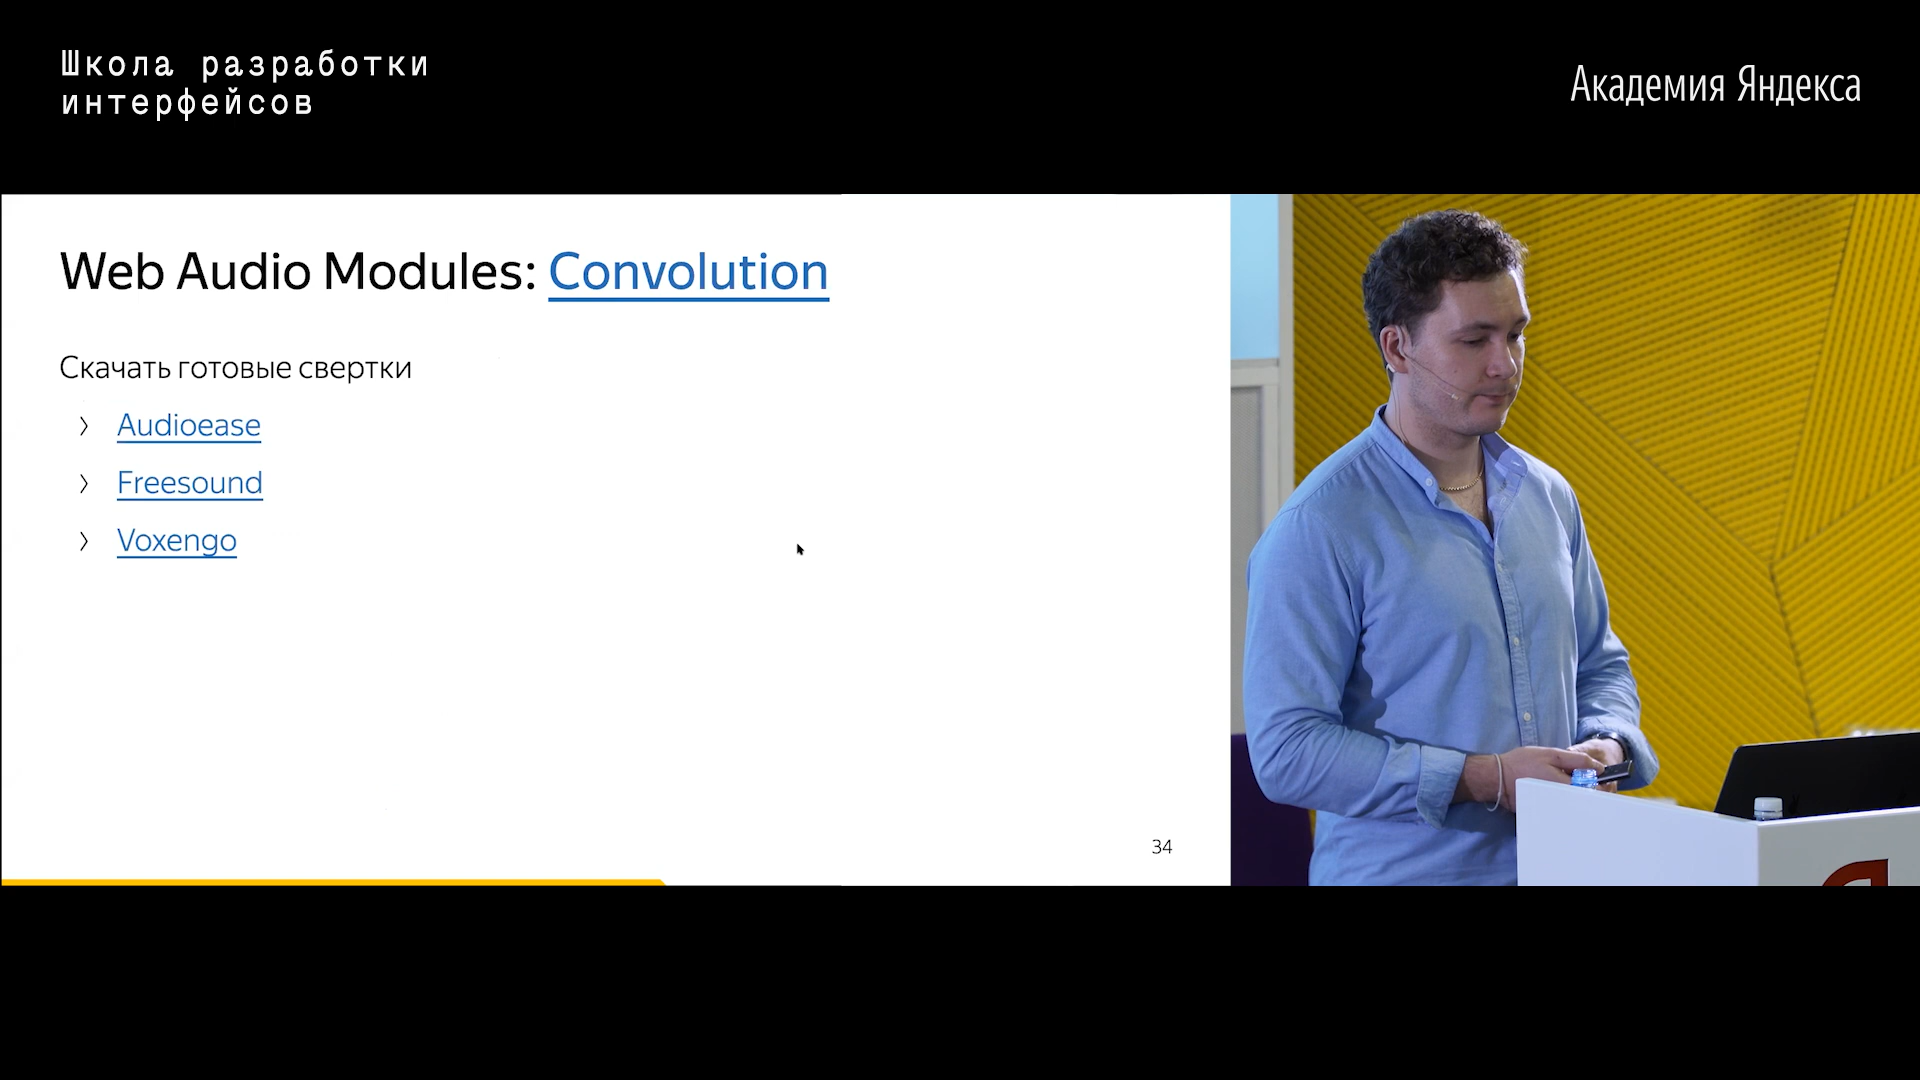 Школа разработки
интерфейсов
Академия Яндекса
Web Audio Modules: Convolution
Скачать готовые свертки
Audioease
Freesound
Voxengo
34